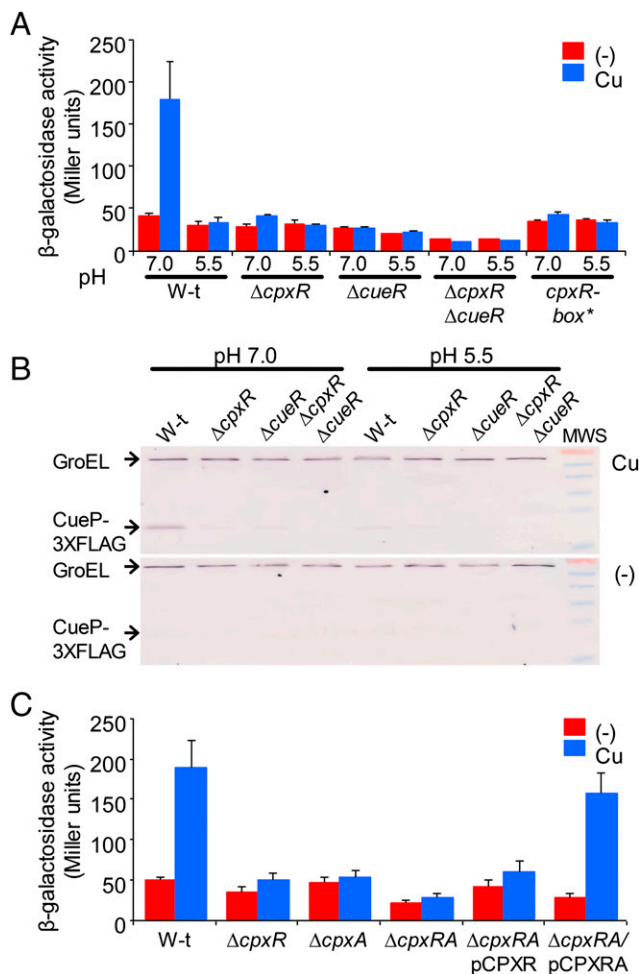 A
β-galactosidase activity
(Miller units)
250
200
150
100
50
0
(-)
Cu
pH
7.0 5.5 7.0 5.5 7.0 5.5 7.0 5.5 7.0 5.5
W-t ΔcpxR ΔcueR ΔcpxR cpxR-
ΔcueR box*
B
pH 7.0 pH 5.5
W-t ΔcpxR ΔcueR ΔcpxR ΔcueR W-t ΔcpxR ΔcueR ΔcpxR ΔcueR MWS
GroEL
Cu
CueP-
3XFLAG
GroEL
(-)
CueP-
3XFLAG
C
β-galactosidase activity
(Miller units)
250
200
150
100
50
0
(-)
Cu
W-t ΔcpxR ΔcpxA ΔcpxRA ΔcpxRA ΔcpxRA/
pCPXR pCPXRA